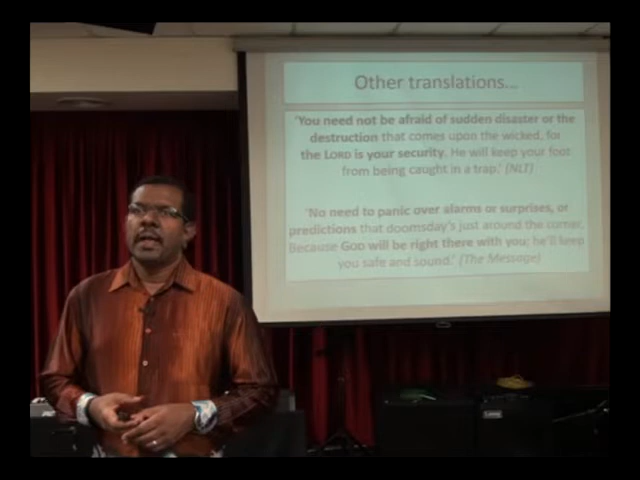 Other translations...
'You need not be afraid of sudden disaster or the
destruction that comes upon the wicked, for
the LORD is your security. He will keep your foot
from being caught in a trap.' (NLT)
'No need to panic over alarms or surprises, or
predictions that doomsday's just around the corner,
Because GOD will be right there with you; he'll keep
you safe and sound.' (The Message)